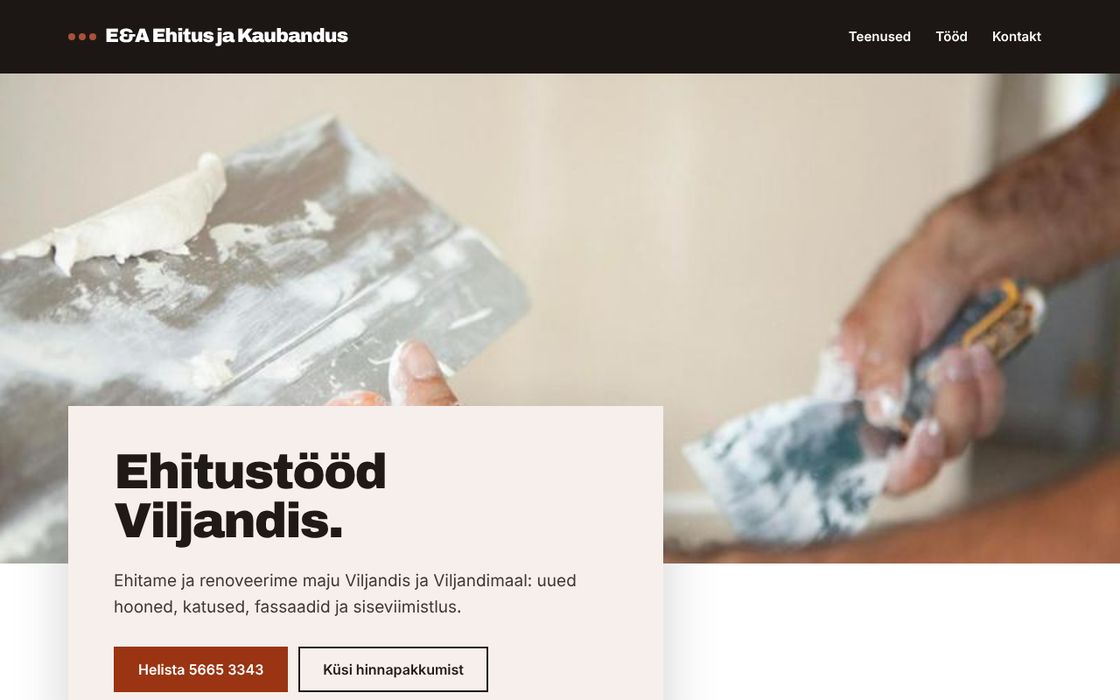 E&A Ehitus ja Kaubandus
Teenused
Tööd
Kontakt
Ehitustööd
Viljandis.
Ehitame ja renoveerime maju Viljandis ja Viljandimaal: uued
hooned, katused, fassaadid ja siseviimistlus.
Helista 5665 3343
Küsi hinnapakkumist